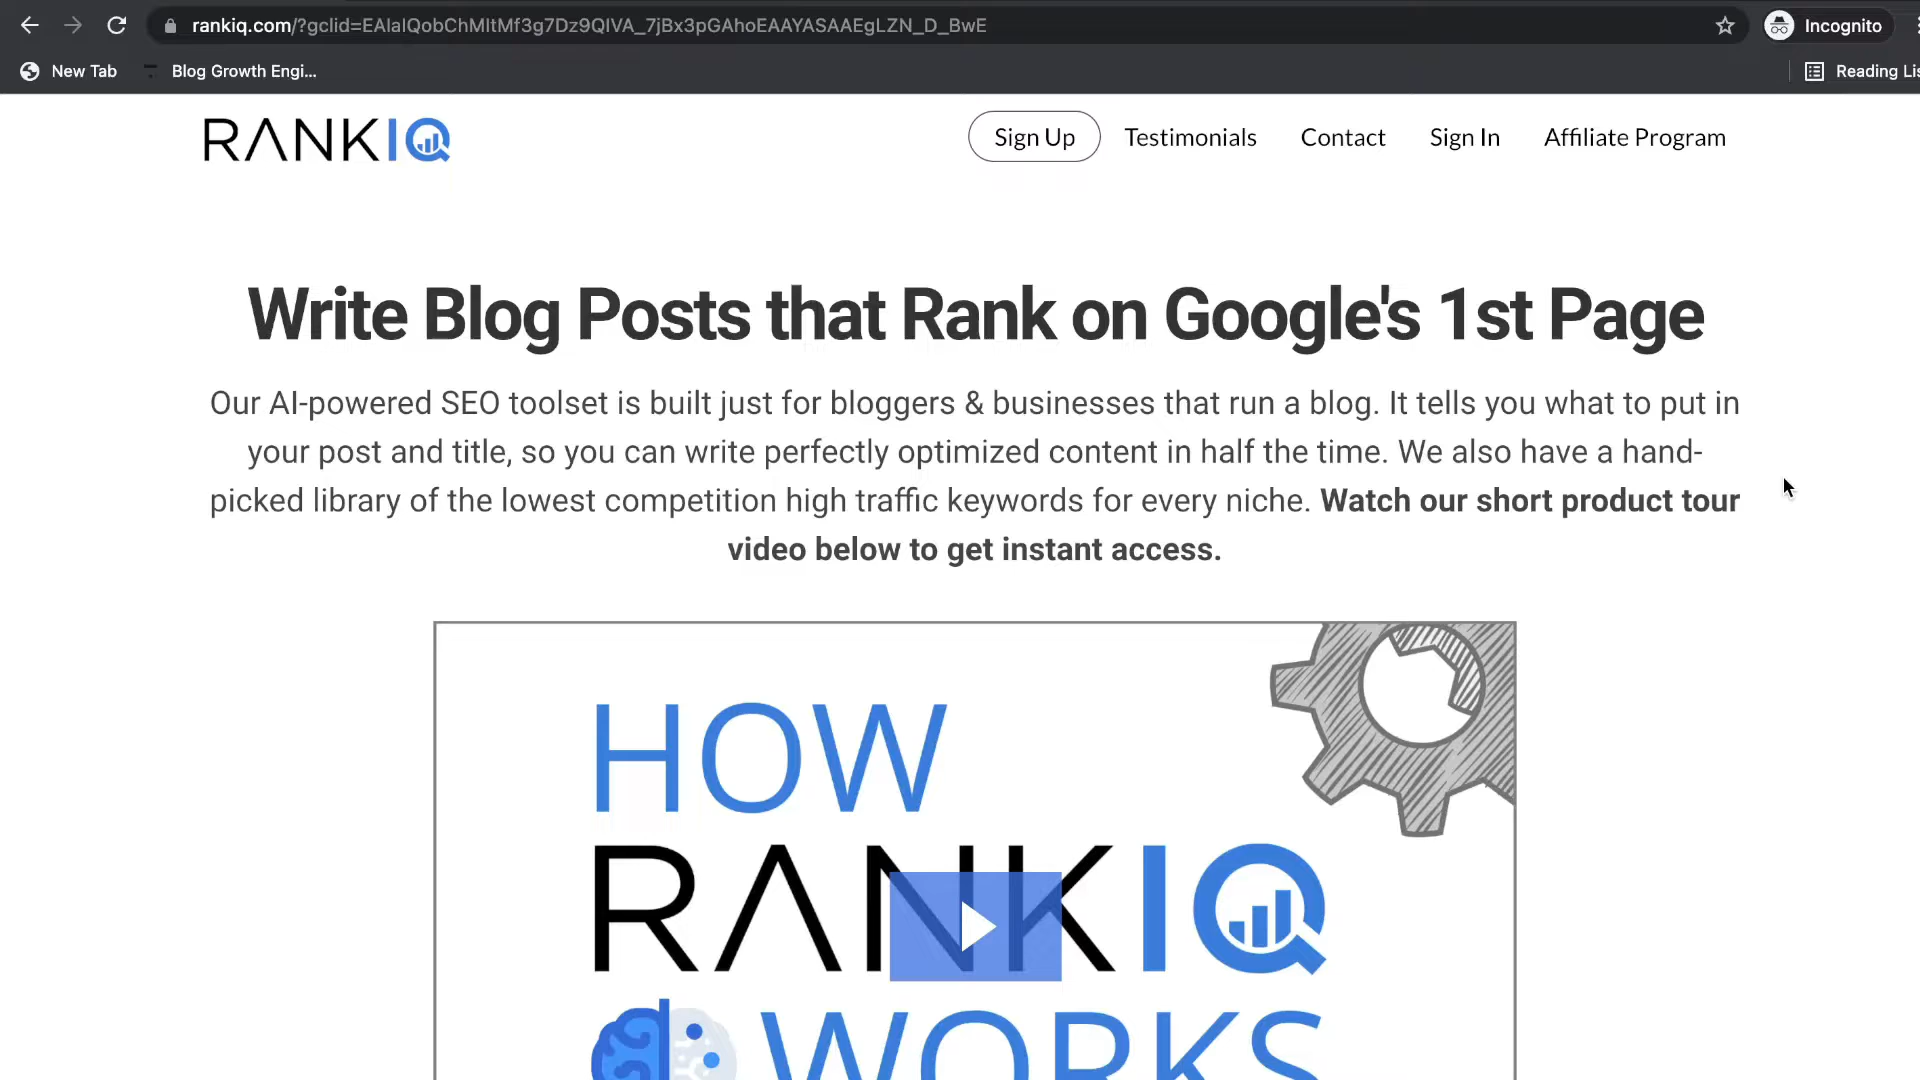 rankiq.com/?gclid=EAIaIQobChMItMf3g7Dz9QIVA_7jBx3pGAhoEAAYASAAEgLZN_D_BwE
Incognito
New Tab
Blog Growth Engi...
Reading Lis
RANKIQ
Sign Up
Testimonials
Contact
Sign In
Affiliate Program
Write Blog Posts that Rank on Google's 1st Page
Our AI-powered SEO toolset is built just for bloggers & businesses that run a blog. It tells you what to put in
your post and title, so you can write perfectly optimized content in half the time. We also have a hand-
picked library of the lowest competition high traffic keywords for every niche. Watch our short product tour
video below to get instant access.
HOW
RANKIQ
WORKS